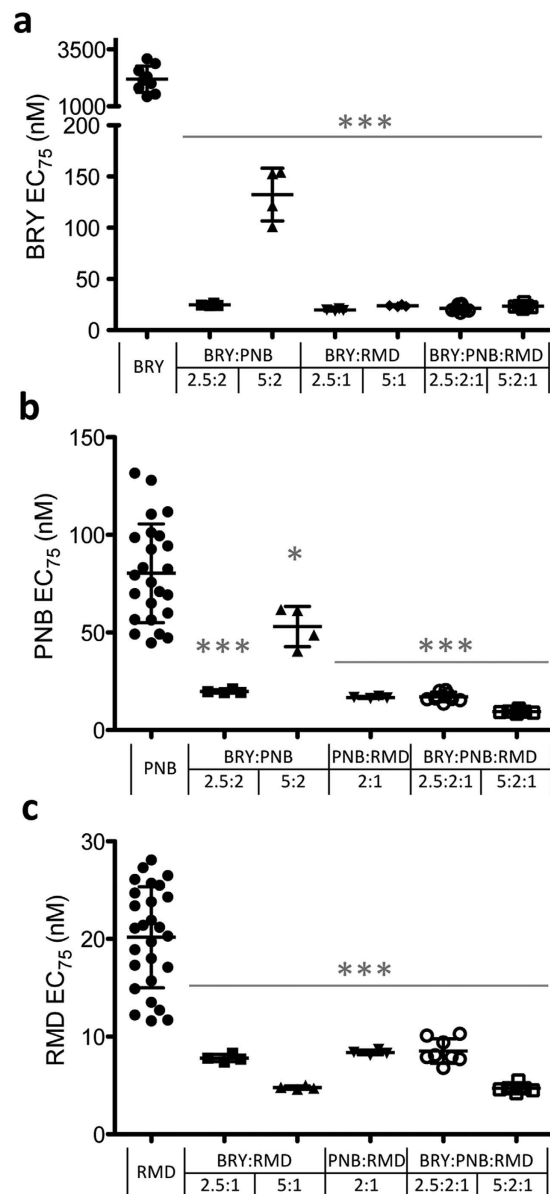 a
BRY EC75 (nM)
3500
1000
200
150
100
50
0
***
BRY
BRY:PNB
BRY:RMD
BRY:PNB:RMD
2.5:2
5:2
2.5:1
5:1
2.5:2:1
5:2:1
b
PNB EC75 (nM)
150
100
50
0
***
*
***
PNB
BRY:PNB
PNB:RMD
BRY:PNB:RMD
2.5:2
5:2
2:1
2.5:2:1
5:2:1
c
RMD EC75 (nM)
30
20
10
0
***
RMD
BRY:RMD
PNB:RMD
BRY:PNB:RMD
2.5:1
5:1
2:1
2.5:2:1
5:2:1